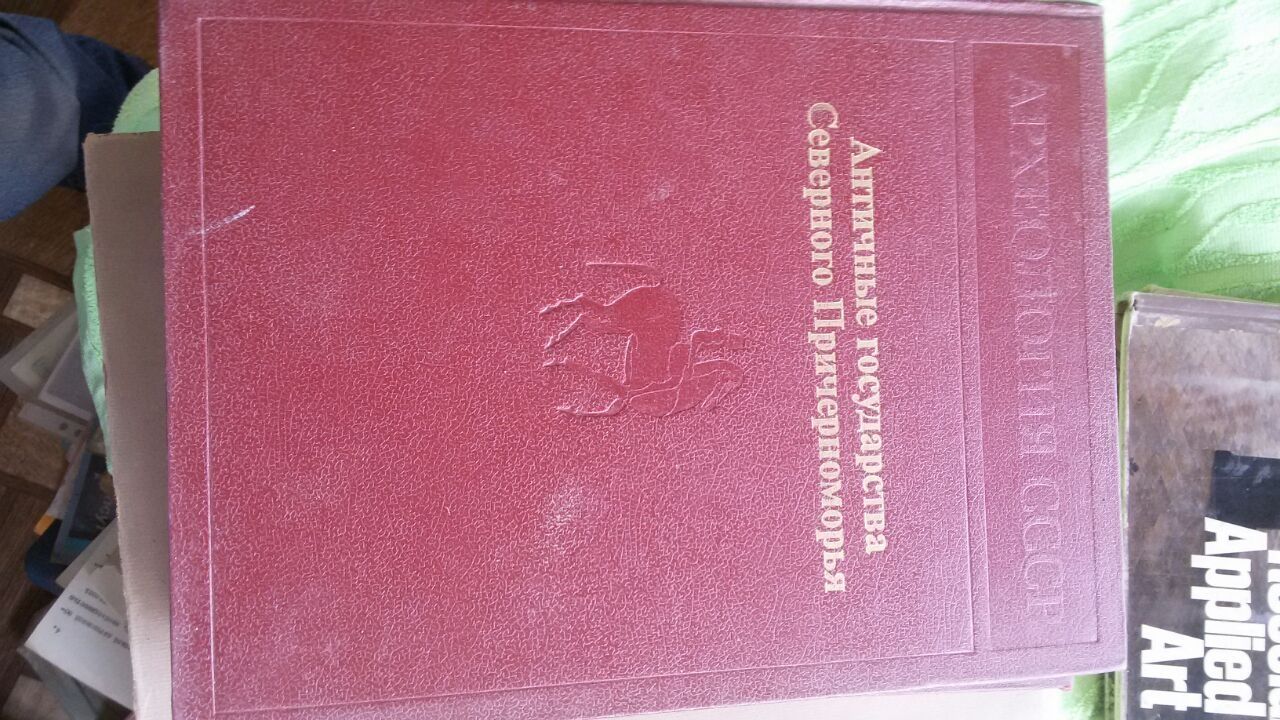 АРХЕОЛОГИЯ СССР
Античные государства
Северного Причерноморья
Applied
Art